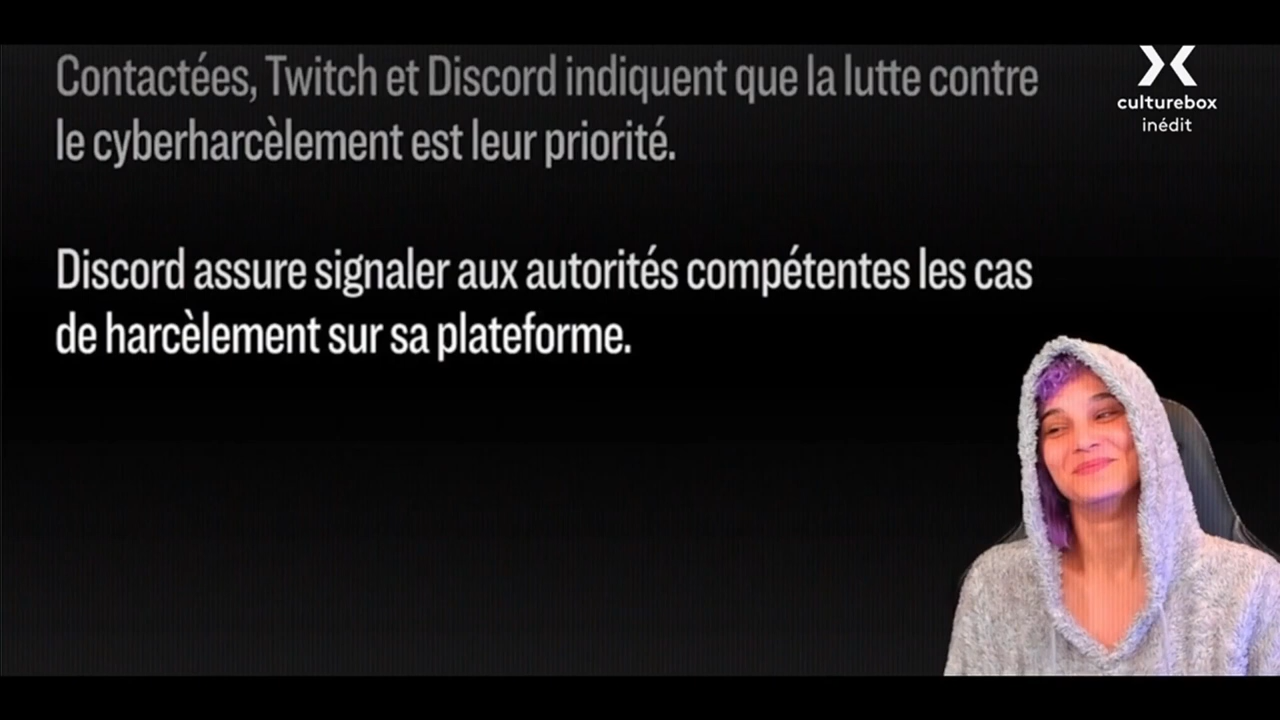 Contactées, Twitch et Discord indiquent que la lutte contre
le cyberharcèlement est leur priorité.
Discord assure signaler aux autorités compétentes les cas
de harcèlement sur sa plateforme.
culturebox
inédit